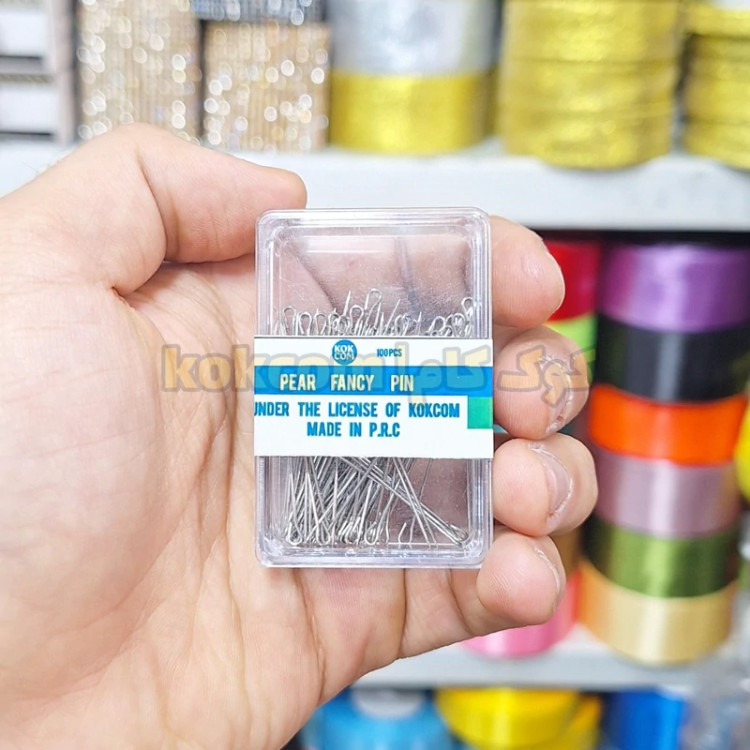 KOK
COM
100PCS
kokcom | کوک کام
PEAR FANCY PIN
UNDER THE LICENSE OF KOKCOM
MADE IN P.R.C